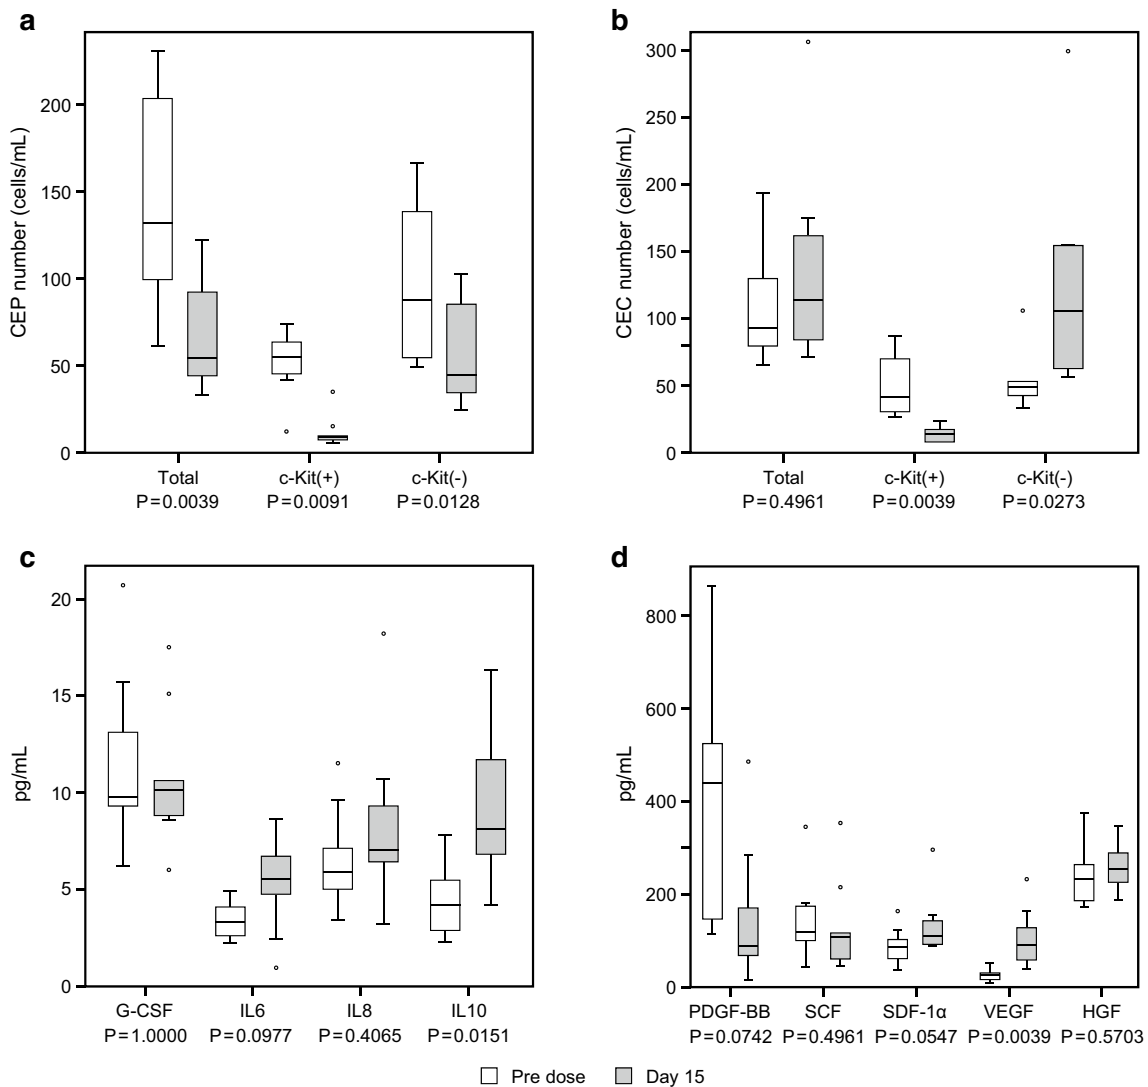 a
CEP number (cells/mL)
200
150
100
50
0
Total c-Kit(+) c-Kit(-)
P=0.0039 P=0.0091 P=0.0128
b
CEC number (cells/mL)
300
250
200
150
100
50
0
Total c-Kit(+) c-Kit(-)
P=0.4961 P=0.0039 P=0.0273
c
pg/mL
20
15
10
5
0
G-CSF IL6 IL8 IL10
P=1.0000 P=0.0977 P=0.4065 P=0.0151
d
pg/mL
800
600
400
200
0
PDGF-BB SCF SDF-1α VEGF HGF
P=0.0742 P=0.4961 P=0.0547 P=0.0039 P=0.5703
Pre dose Day 15